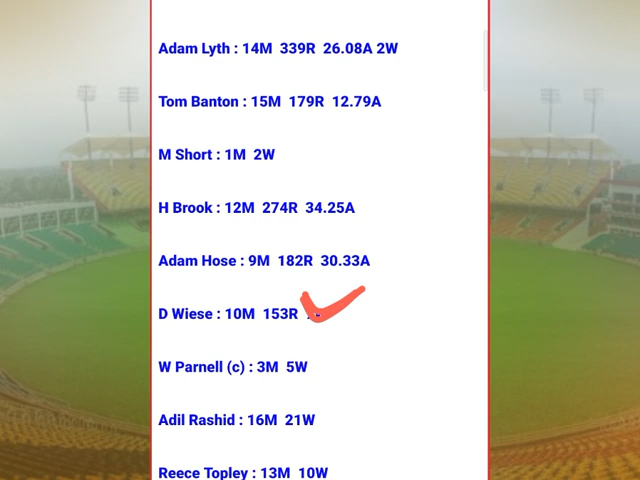 Adam Lyth : 14M 339R 26.08A 2W
Tom Banton : 15M 179R 12.79A
M Short : 1M 2W
H Brook : 12M 274R 34.25A
Adam Hose : 9M 182R 30.33A
D Wiese : 10M 153R
W Parnell (c) : 3M 5W
Adil Rashid : 16M 21W
Reece Topley : 13M 10W